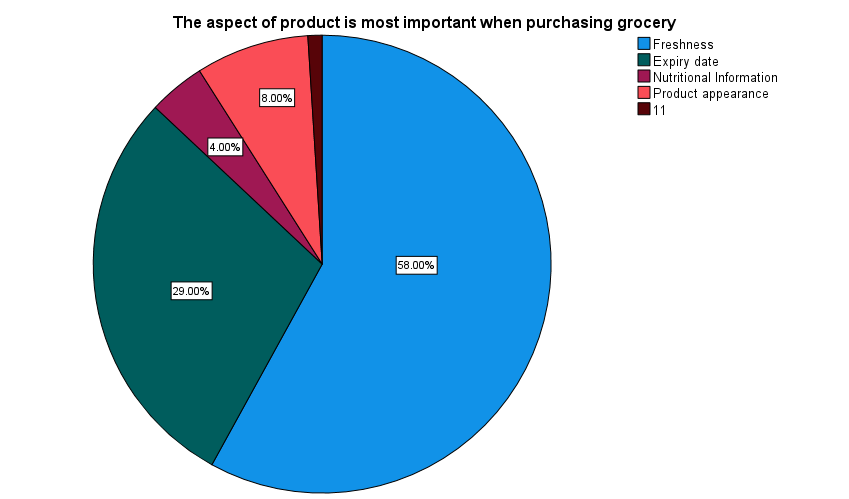 The aspect of product is most important when purchasing grocery
Freshness
Expiry date
Nutritional Information
Product appearance
11
8.00%
4.00%
58.00%
29.00%